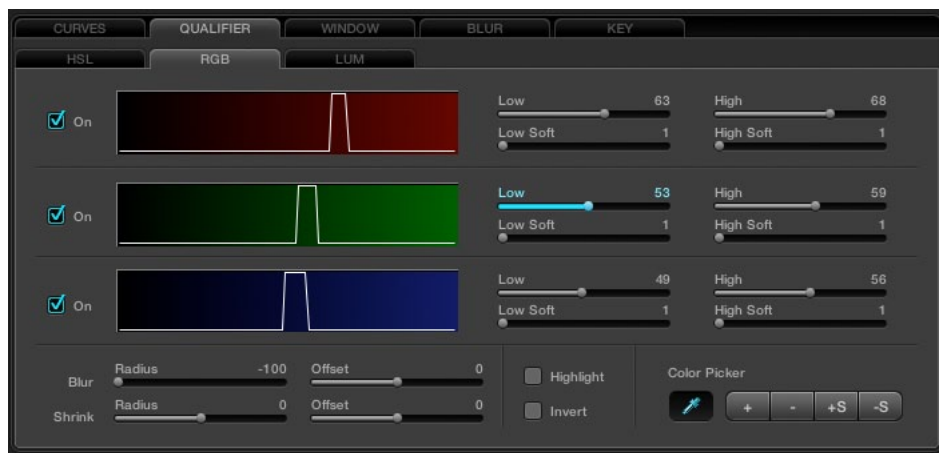 CURVES QUALIFIER WINDOW BLUR KEY
HSL RGB LUM
On Low 63 High 68
Low Soft 1 High Soft 1
On Low 53 High 59
Low Soft 1 High Soft 1
On Low 49 High 56
Low Soft 1 High Soft 1
Blur Radius -100 Offset 0
Shrink Radius 0 Offset 0
Highlight
Invert
Color Picker
+ - +S -S